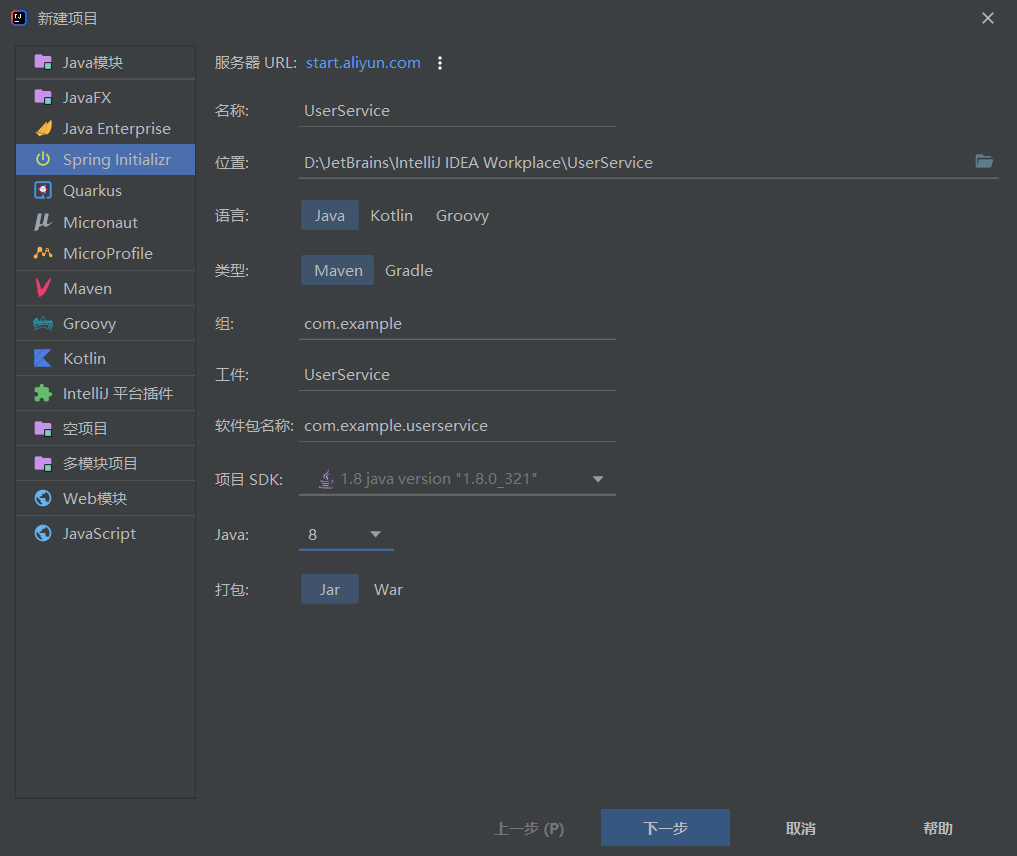 新建项目
Java模块
JavaFX
Java Enterprise
Spring Initializr
Quarkus
Micronaut
MicroProfile
Maven
Groovy
Kotlin
IntelliJ 平台插件
空项目
多模块项目
Web模块
JavaScript
服务器 URL: start.aliyun.com
名称: UserService
位置: D:\JetBrains\IntelliJ IDEA Workplace\UserService
语言: Java Kotlin Groovy
类型: Maven Gradle
组: com.example
工件: UserService
软件包名称: com.example.userservice
项目 SDK: 1.8 java version "1.8.0_321"
Java: 8
打包: Jar War
上一步 (P) 下一步 取消 帮助